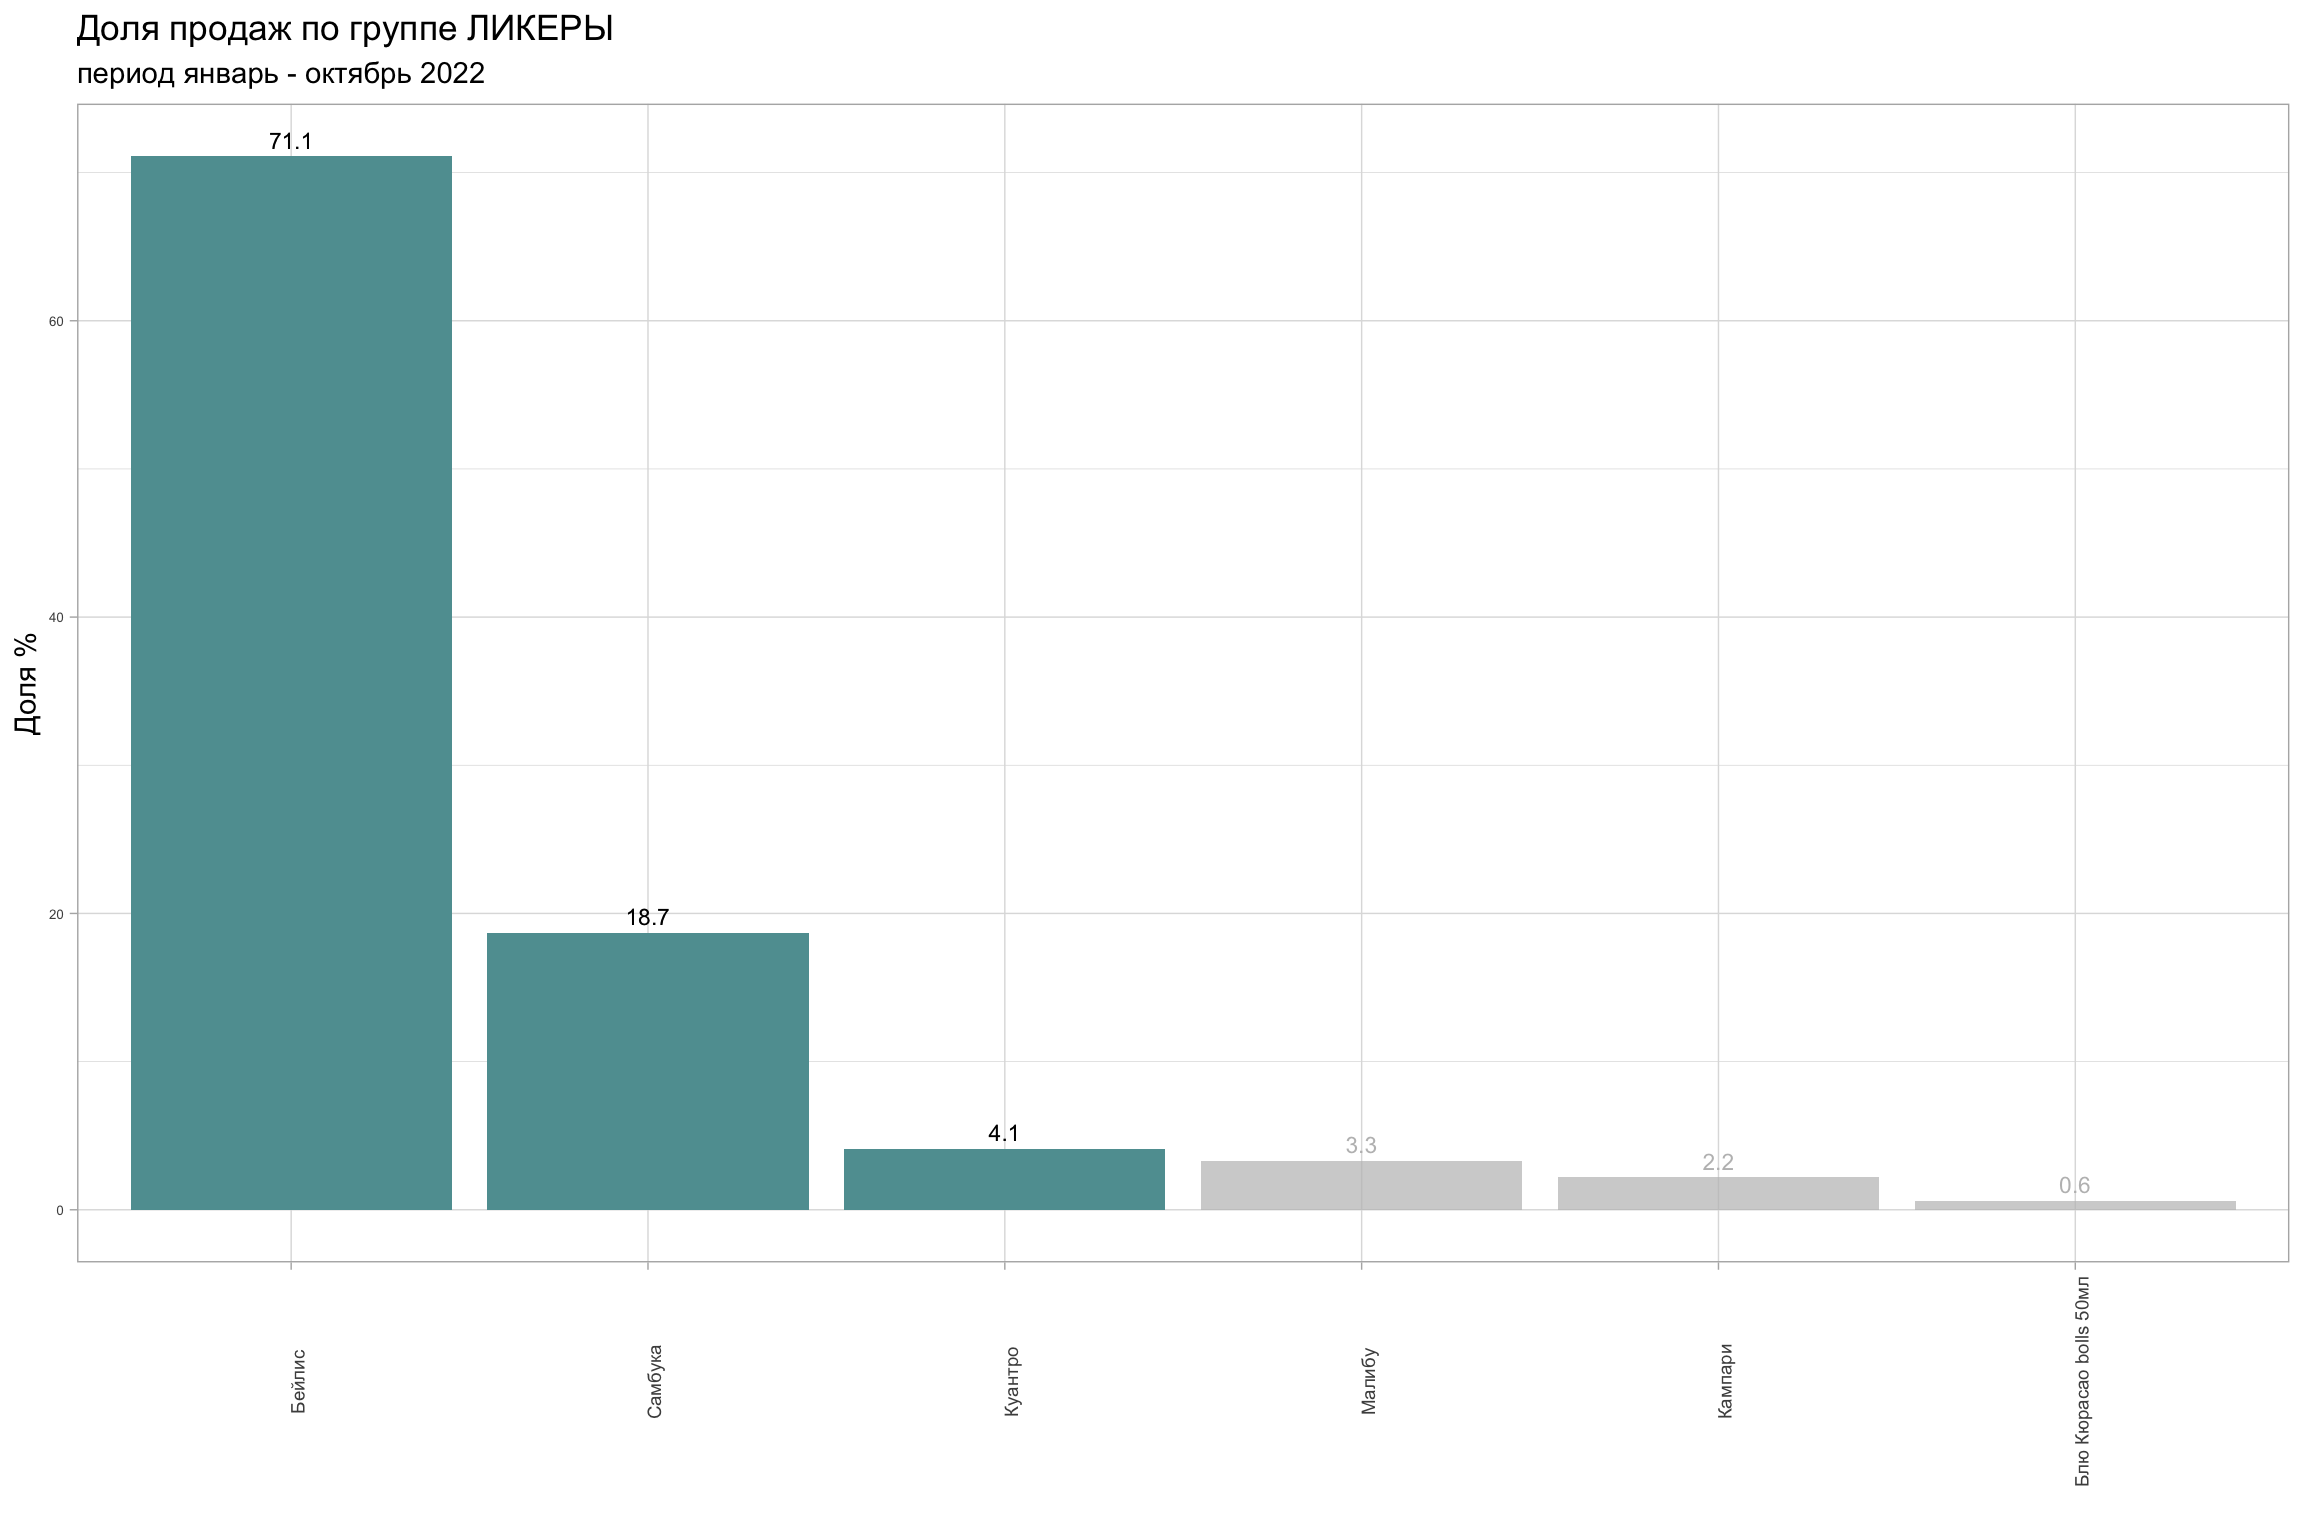 Доля продаж по группе ЛИКЕРЫ
период январь - октябрь 2022
Доля %
60
40
20
0
71.1
18.7
4.1
3.3
2.2
0.6
Бейлис
Самбука
Куантро
Малибу
Кампари
Блю Кюрасао bolls 50мл